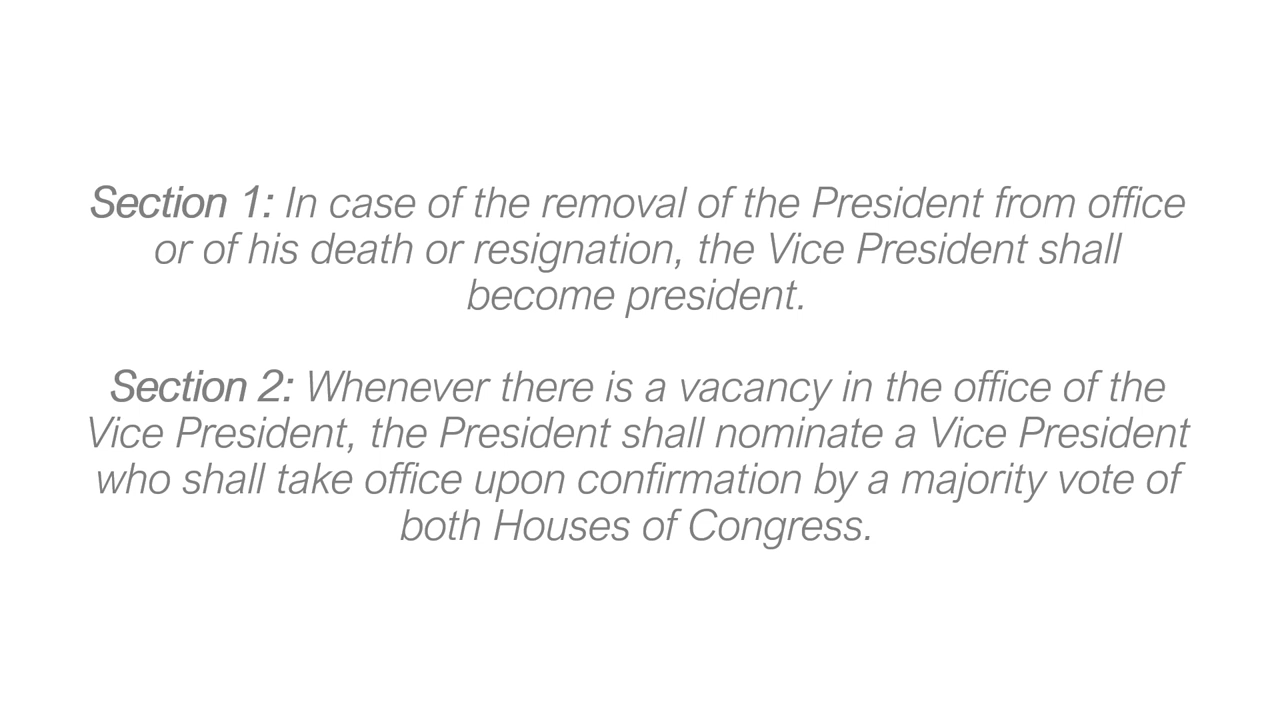 Section 1: In case of the removal of the President from office
or of his death or resignation, the Vice President shall
become president.
Section 2: Whenever there is a vacancy in the office of the
Vice President, the President shall nominate a Vice President
who shall take office upon confirmation by a majority vote of
both Houses of Congress.